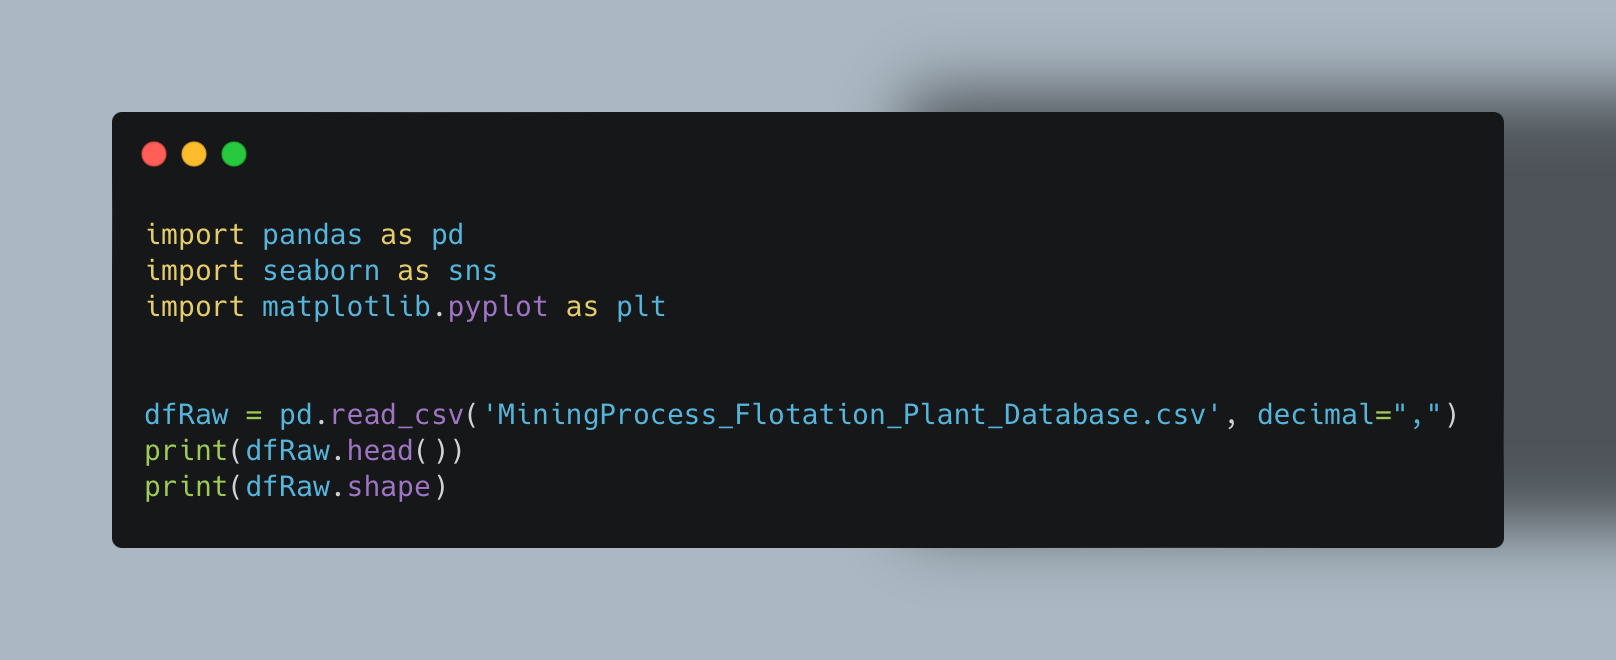 import pandas as pd
import seaborn as sns
import matplotlib.pyplot as plt
dfRaw = pd.read_csv('MiningProcess_Flotation_Plant_Database.csv', decimal=",")
print(dfRaw.head())
print(dfRaw.shape)